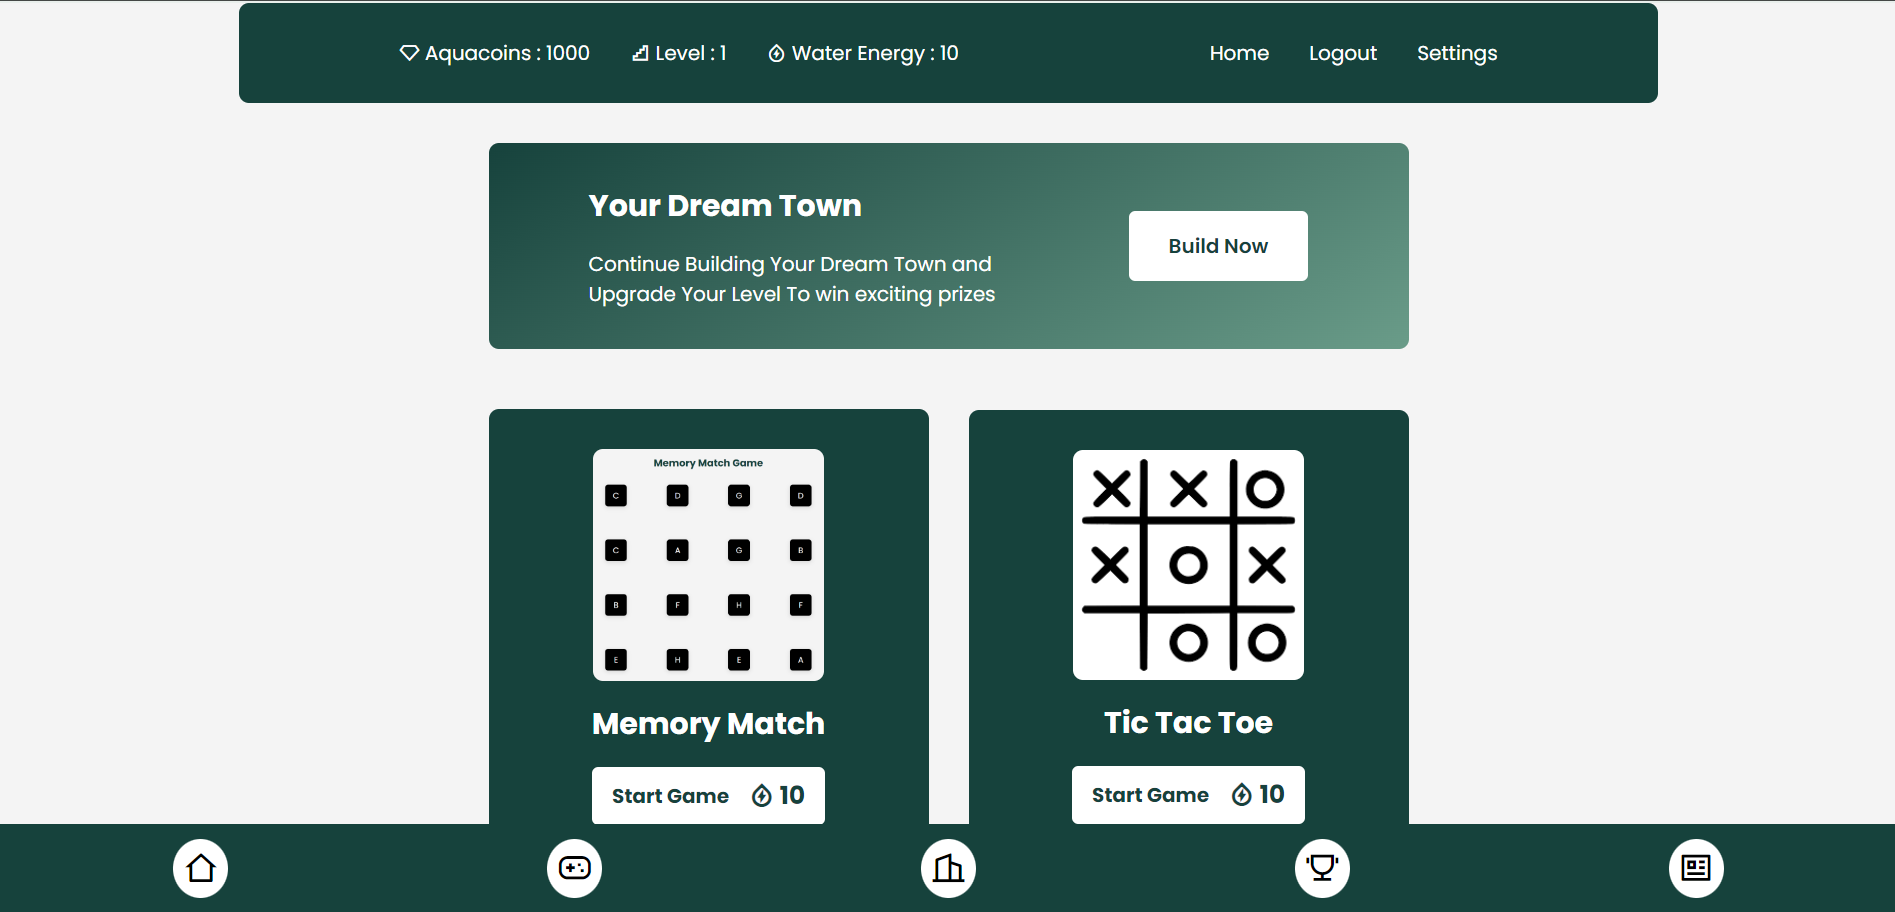 Aquacoins : 1000 Level : 1 Water Energy : 10 Home Logout Settings
Your Dream Town
Continue Building Your Dream Town and
Upgrade Your Level To win exciting prizes
Build Now
Memory Match Game
C D G D
C A G B
B F H F
E H E A
Memory Match
Start Game 10
X X O
X O X
O O
Tic Tac Toe
Start Game 10